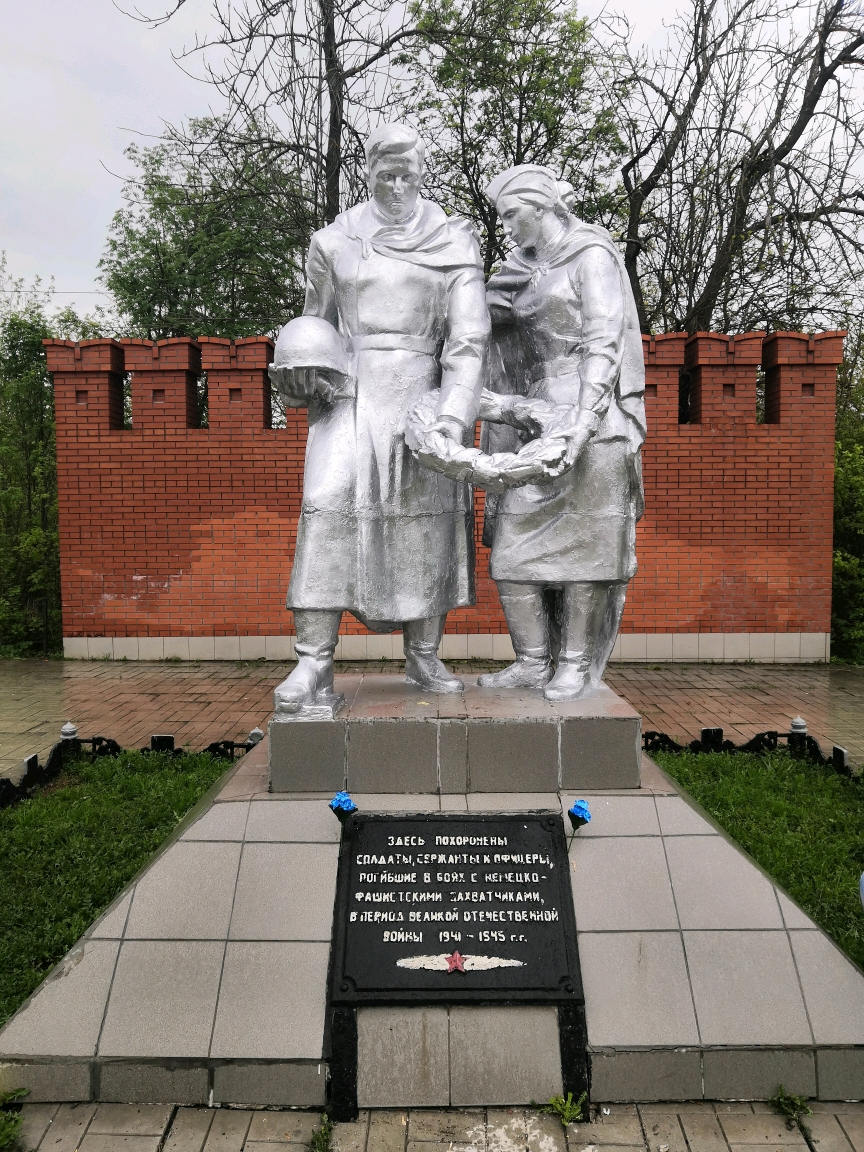 ЗДЕСЬ ПОХОРОНЕНЫ
СОЛДАТЫ, СЕРЖАНТЫ И ОФИЦЕРЫ,
ПОГИБШИЕ В БОЯХ С НЕМЕЦКО-
ФАШИСТСКИМИ ЗАХВАТЧИКАМИ,
В ПЕРИОД ВЕЛИКОЙ ОТЕЧЕСТВЕННОЙ
ВОЙНЫ 1941 - 1945 г.г.